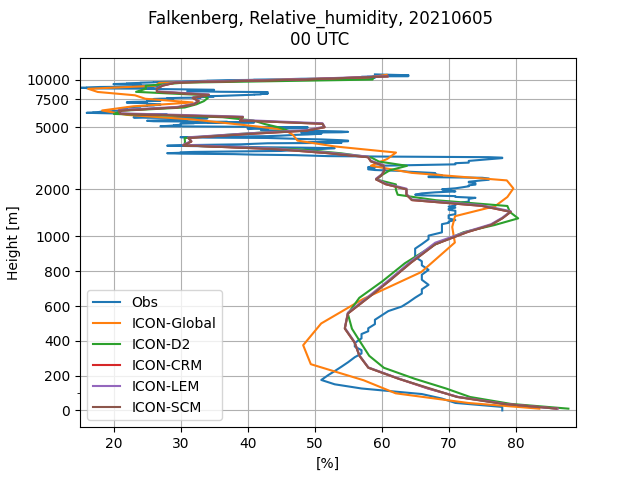 Falkenberg, Relative_humidity, 20210605
00 UTC
10000
7500
5000
2000
1000
800
600
400
200
0
Height [m]
Obs
ICON-Global
ICON-D2
ICON-CRM
ICON-LEM
ICON-SCM
20 30 40 50 60 70 80
[%]